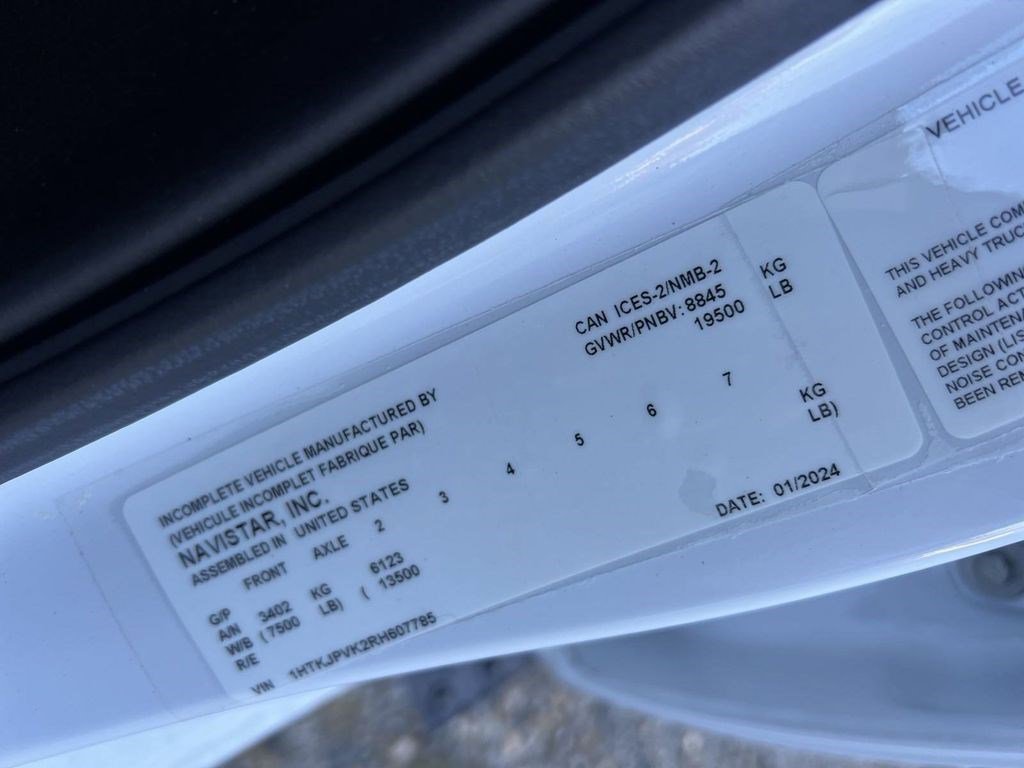 INCOMPLETE VEHICLE MANUFACTURED BY
(VEHICULE INCOMPLET FABRIQUE PAR)
NAVISTAR, INC.
ASSEMBLED IN UNITED STATES
CAN ICES-2/NMB-2
GVWR/PNBV: 8845 KG
19500 LB
FRONT AXLE 2 3 4 5 6 7
G/P
A/N 3402 KG 6123 KG
W/B (7500 LB) ( 13500 LB)
R/E
DATE: 01/2024
VIN 1HTKJPVK2RH607785
VEHICLE
THIS VEHICLE COM
AND HEAVY TRUC
THE FOLLOWING
CONTROL ACT
OF MAINTENA
DESIGN (LIS
NOISE CON
BEEN REN